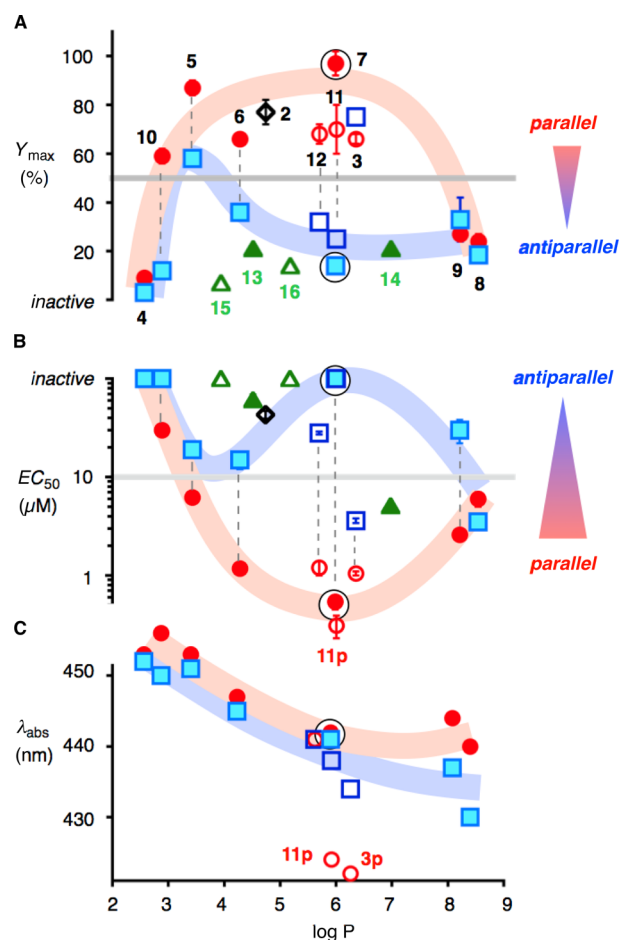 A
100
80
60
40
20
inactive
Ymax
(%)
5
7
11
10
6
2
12
3
13
14
15
16
4
9
8
parallel
antiparallel
B
inactive
10
1
EC50
(μM)
11p
antiparallel
parallel
C
450
440
430
λabs
(nm)
11p
3p
2
3
4
5
6
7
8
9
log P